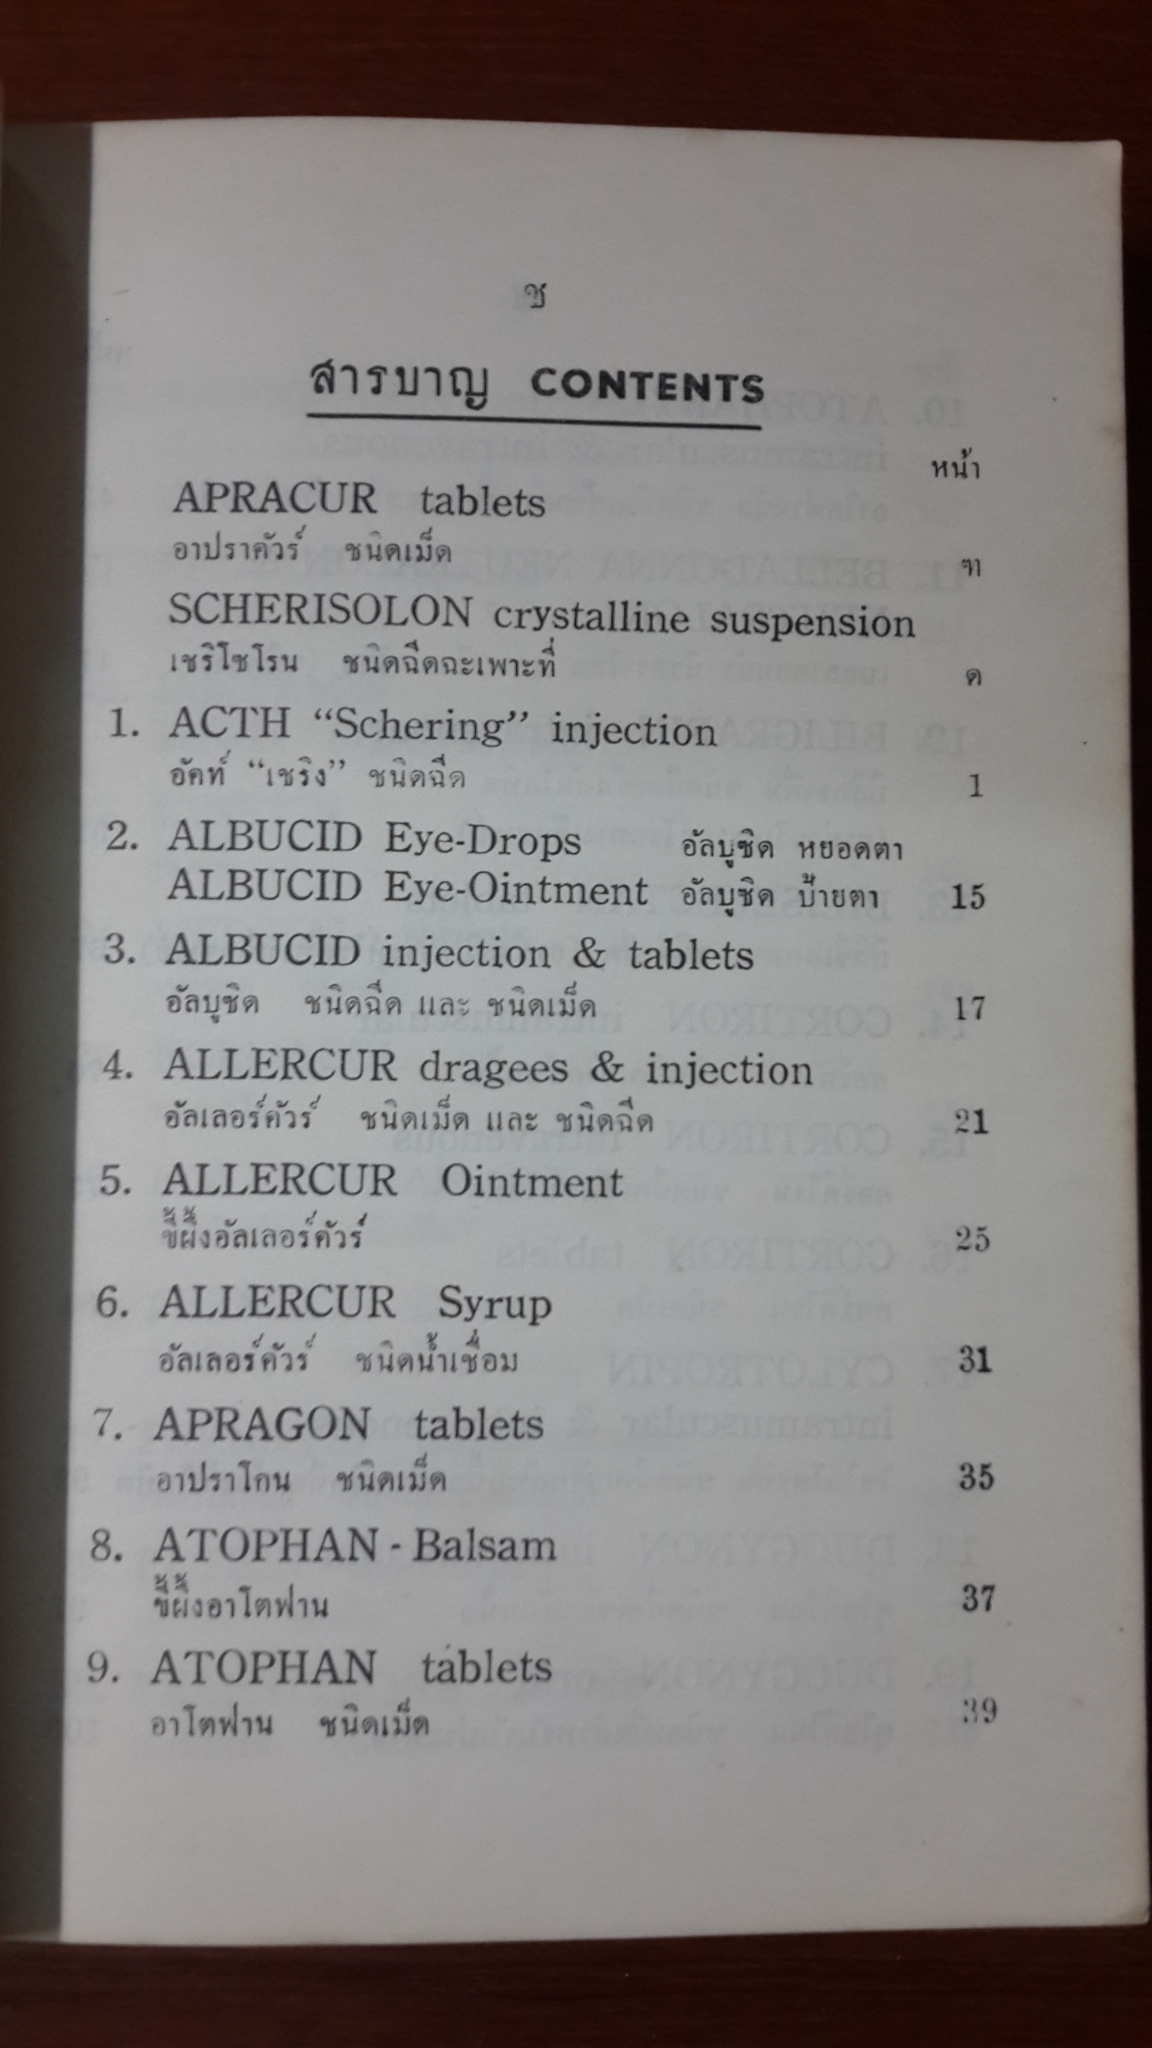 ช
สารบาญ CONTENTS
หน้า
APRACUR tablets
อาปราคัวร์ ชนิดเม็ด ฑ
SCHERISOLON crystalline suspension
เชริโซโรน ชนิดฉีดฉะเพาะที่ ด
1. ACTH “Schering” injection
อัคท์ “เชริง” ชนิดฉีด 1
2. ALBUCID Eye-Drops อัลบูซิด หยอดตา
ALBUCID Eye-Ointment อัลบูซิด ป้ายตา 15
3. ALBUCID injection & tablets
อัลบูซิด ชนิดฉีด และ ชนิดเม็ด 17
4. ALLERCUR dragees & injection
อัลเลอร์คัวร์ ชนิดเม็ด และ ชนิดฉีด 21
5. ALLERCUR Ointment
ขี้ผึ้งอัลเลอร์คัวร์ 25
6. ALLERCUR Syrup
อัลเลอร์คัวร์ ชนิดน้ำเชื่อม 31
7. APRAGON tablets
อาปราโกน ชนิดเม็ด 35
8. ATOPHAN - Balsam
ขี้ผึ้งอาโตฟาน 37
9. ATOPHAN tablets
อาโตฟาน ชนิดเม็ด 39